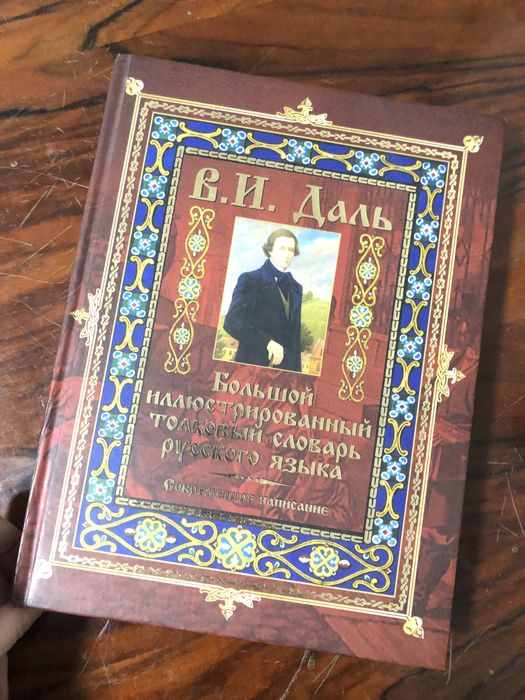 В.И. Даль
Большой
иллюстрированный
толковый словарь
русского языка
Современное написание